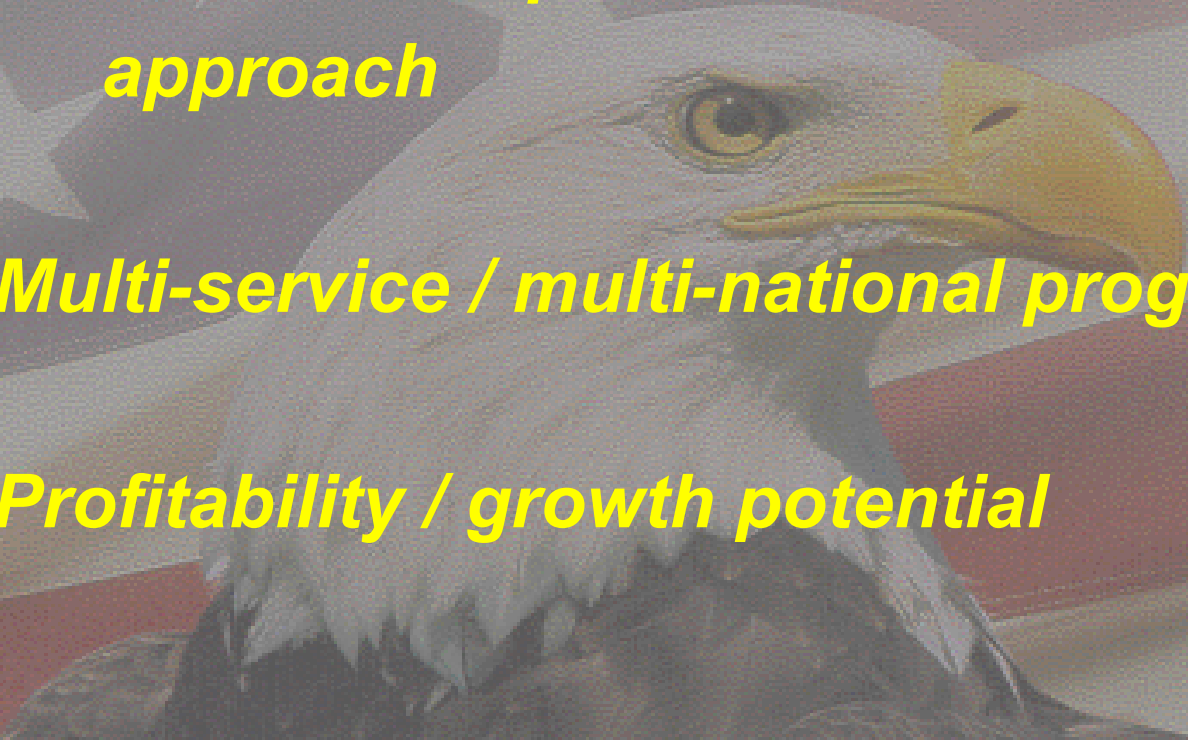 approach
Multi-service / multi-national prog
Profitability / growth potential